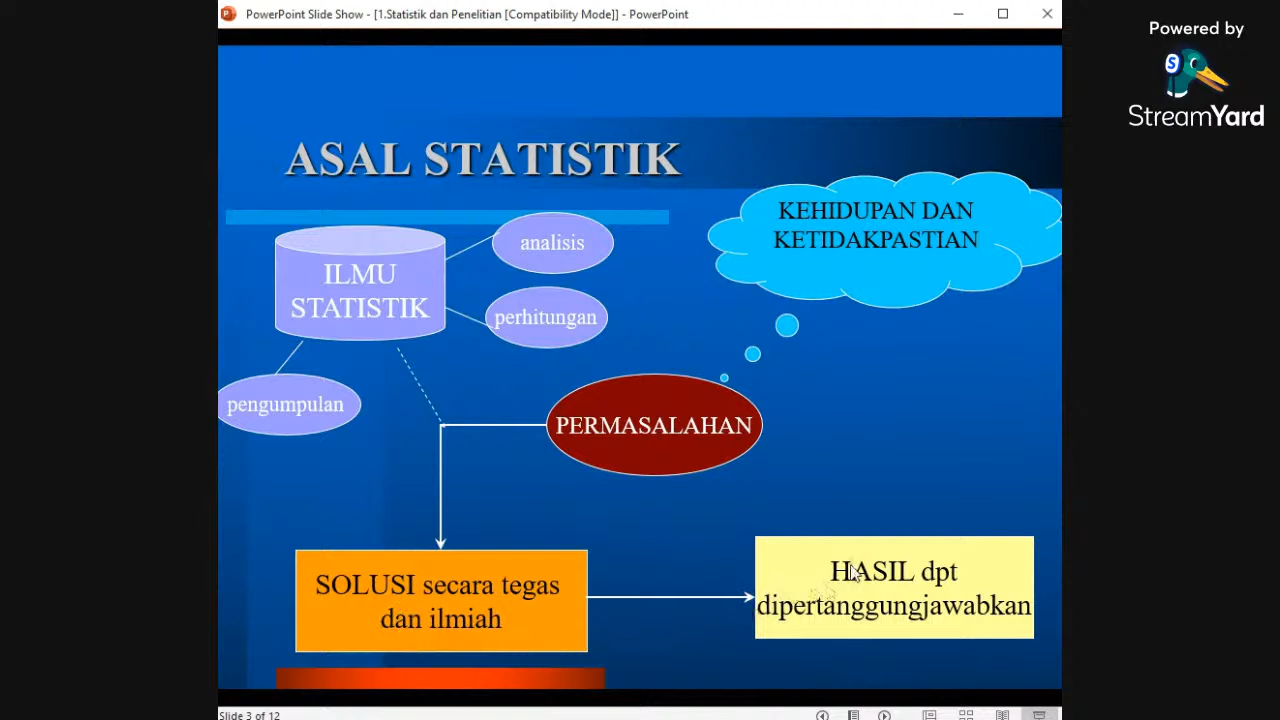 PowerPoint Slide Show - [1.Statistik dan Penelitian [Compatibility Mode]] - PowerPoint
Powered by
S
StreamYard
ASAL STATISTIK
KEHIDUPAN DAN
KETIDAKPASTIAN
analisis
ILMU
STATISTIK
perhitungan
pengumpulan
PERMASALAHAN
SOLUSI secara tegas
dan ilmiah
HASIL dpt
dipertanggungjawabkan
Slide 3 of 12